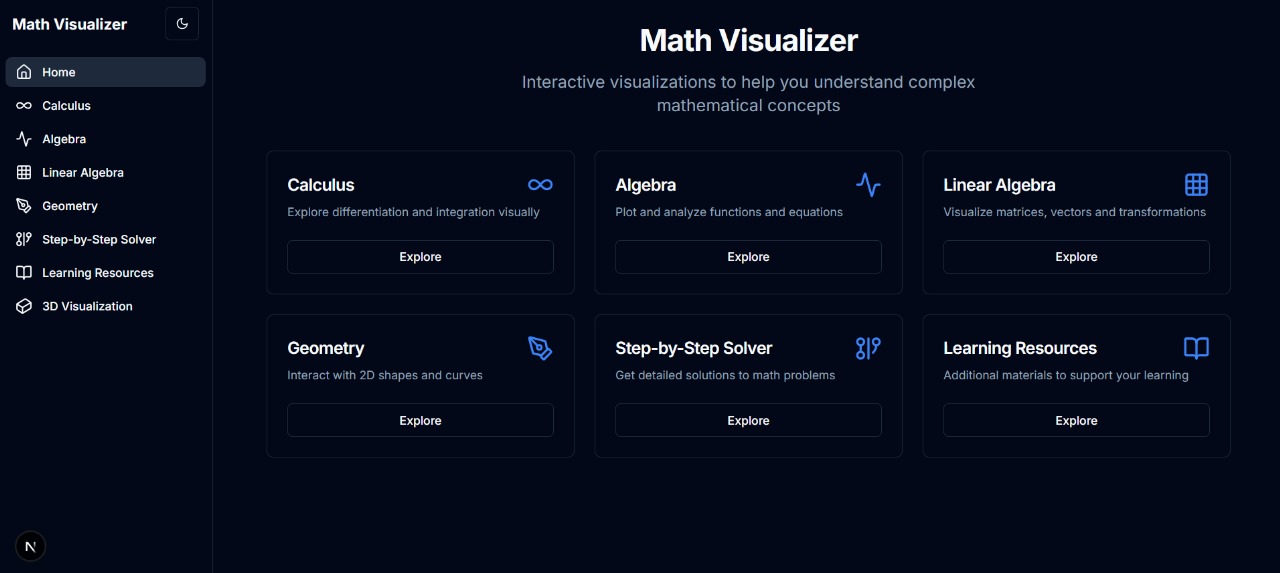 Math Visualizer
Home
Calculus
Algebra
Linear Algebra
Geometry
Step-by-Step Solver
Learning Resources
3D Visualization
N
Math Visualizer
Interactive visualizations to help you understand complex
mathematical concepts
Calculus
Explore differentiation and integration visually
Explore
Algebra
Plot and analyze functions and equations
Explore
Linear Algebra
Visualize matrices, vectors and transformations
Explore
Geometry
Interact with 2D shapes and curves
Explore
Step-by-Step Solver
Get detailed solutions to math problems
Explore
Learning Resources
Additional materials to support your learning
Explore